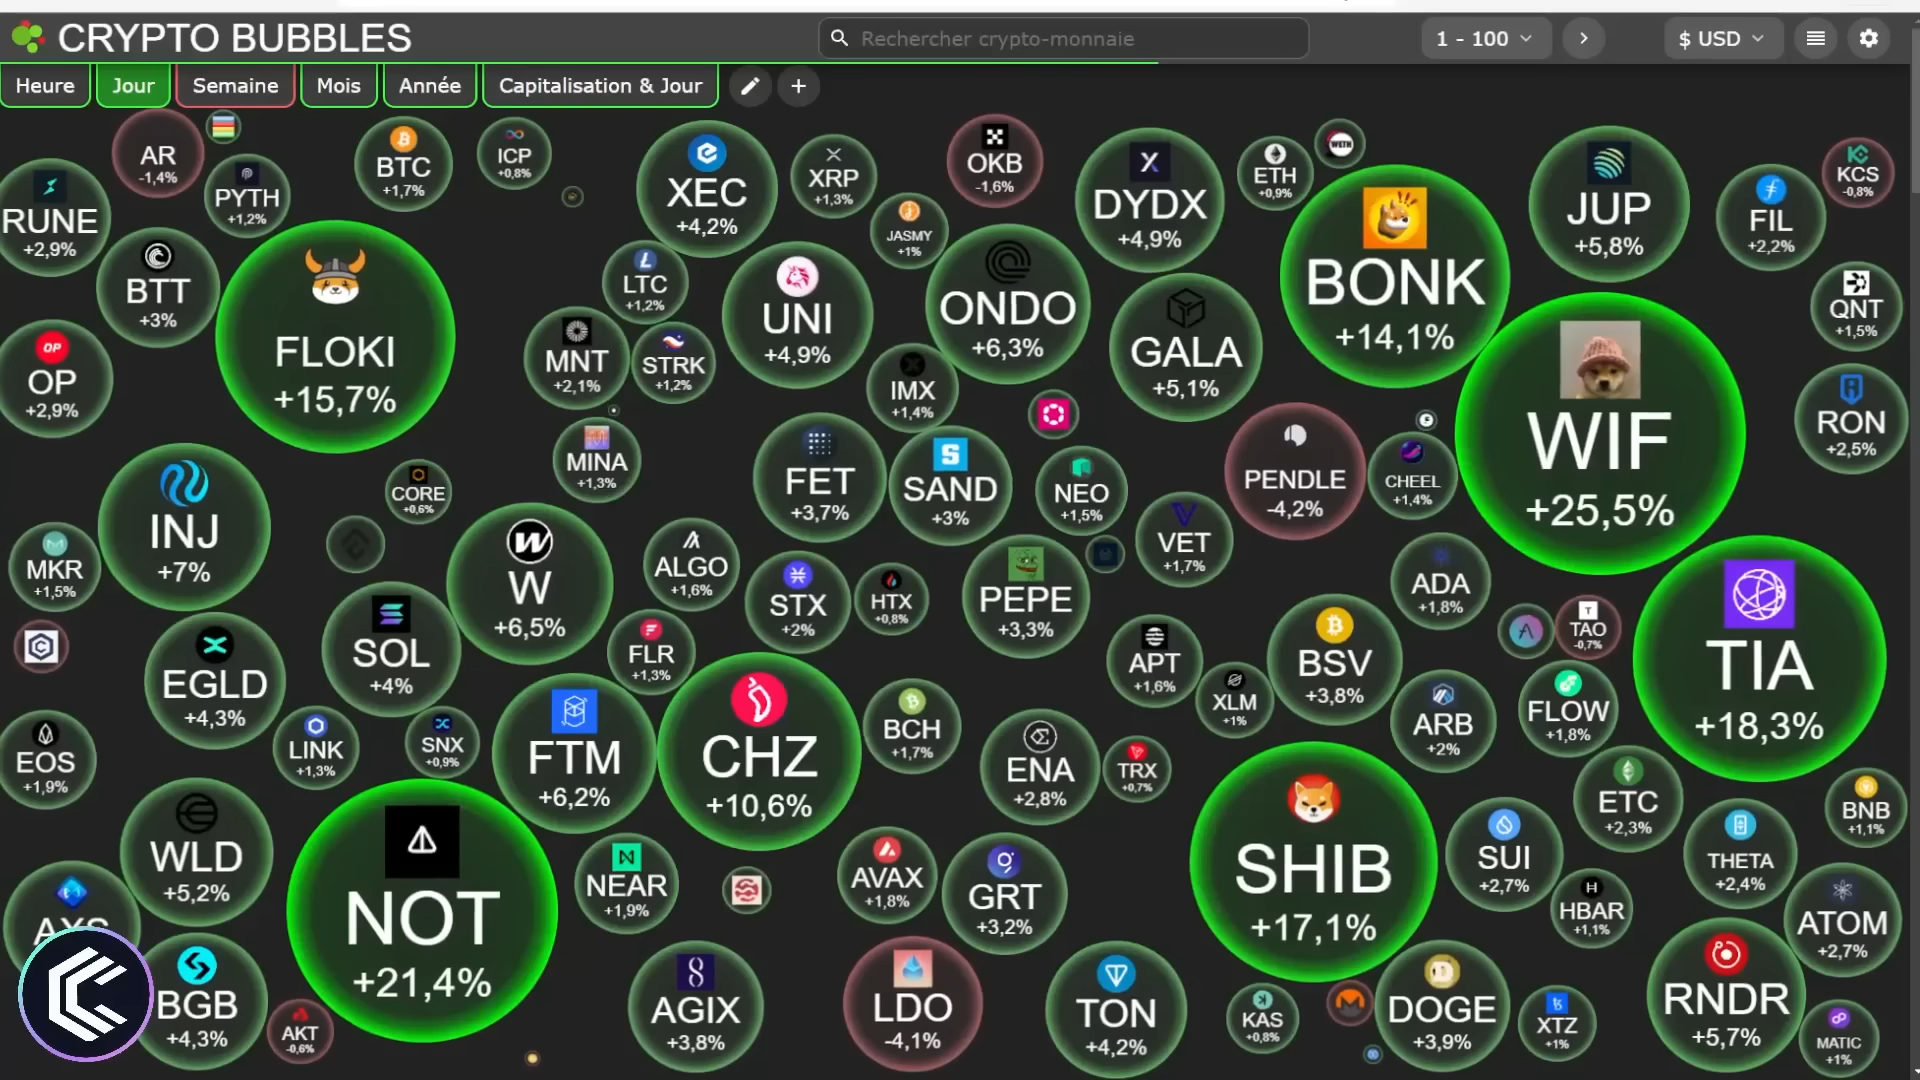 CRYPTO BUBBLES
Rechercher crypto-monnaie
1 - 100
$ USD
Heure
Jour
Semaine
Mois
Année
Capitalisation & Jour
AR
-1,4%
PYTH
+1,2%
BTC
+1,7%
ICP
+0,8%
XEC
+4,2%
XRP
+1,3%
JASMY
+1%
OKB
-1,6%
DYDX
+4,9%
ETH
+0,9%
WETH
BONK
+14,1%
JUP
+5,8%
FIL
+2,2%
KCS
-0,8%
RUNE
+2,9%
BTT
+3%
FLOKI
+15,7%
LTC
+1,2%
UNI
+4,9%
ONDO
+6,3%
GALA
+5,1%
QNT
+1,5%
OP
OP
+2,9%
MNT
+2,1%
STRK
+1,2%
IMX
+1,4%
WIF
+25,5%
RON
+2,5%
MINA
+1,3%
FET
+3,7%
SAND
+3%
NEO
+1,5%
PENDLE
-4,2%
CHEEL
+1,4%
INJ
+7%
CORE
+0,6%
MKR
+1,5%
W
+6,5%
ALGO
+1,6%
STX
+2%
HTX
+0,8%
PEPE
+3,3%
VET
+1,7%
ADA
+1,8%
TAO
-0,7%
TIA
+18,3%
EGLD
+4,3%
SOL
+4%
FLR
+1,3%
APT
+1,6%
XLM
+1%
BSV
+3,8%
ARB
+2%
FLOW
+1,8%
EOS
+1,9%
LINK
+1,3%
SNX
+0,9%
FTM
+6,2%
CHZ
+10,6%
BCH
+1,7%
ENA
+2,8%
TRX
+0,7%
ETC
+2,3%
BNB
+1,1%
WLD
+5,2%
NOT
+21,4%
NEAR
+1,9%
AVAX
+1,8%
GRT
+3,2%
SHIB
+17,1%
SUI
+2,7%
HBAR
+1,1%
THETA
+2,4%
ATOM
+2,7%
AXS
BGB
+4,3%
AKT
-0,6%
AGIX
+3,8%
LDO
-4,1%
TON
+4,2%
KAS
+0,8%
DOGE
+3,9%
XTZ
+1%
RNDR
+5,7%
MATIC
+1%